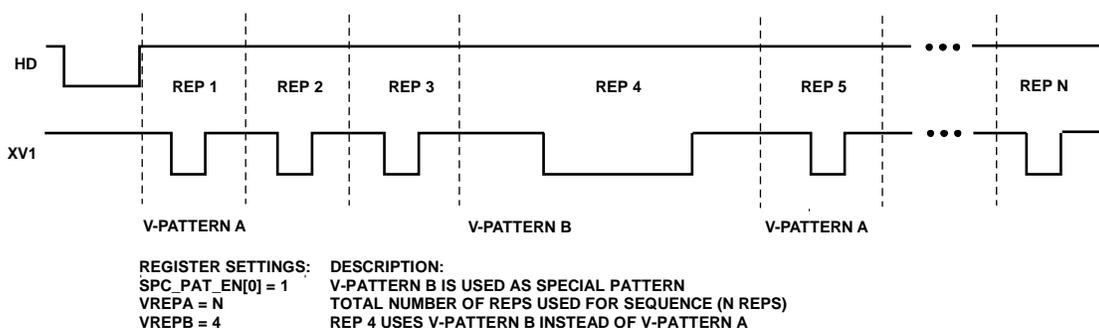 HD
REP 1 REP 2 REP 3 REP 4 REP 5 REP N
XV1
V-PATTERN A V-PATTERN B V-PATTERN A
REGISTER SETTINGS: DESCRIPTION:
SPC_PAT_EN[0] = 1 V-PATTERN B IS USED AS SPECIAL PATTERN
VREPA = N TOTAL NUMBER OF REPS USED FOR SEQUENCE (N REPS)
VREPB = 4 REP 4 USES V-PATTERN B INSTEAD OF V-PATTERN A